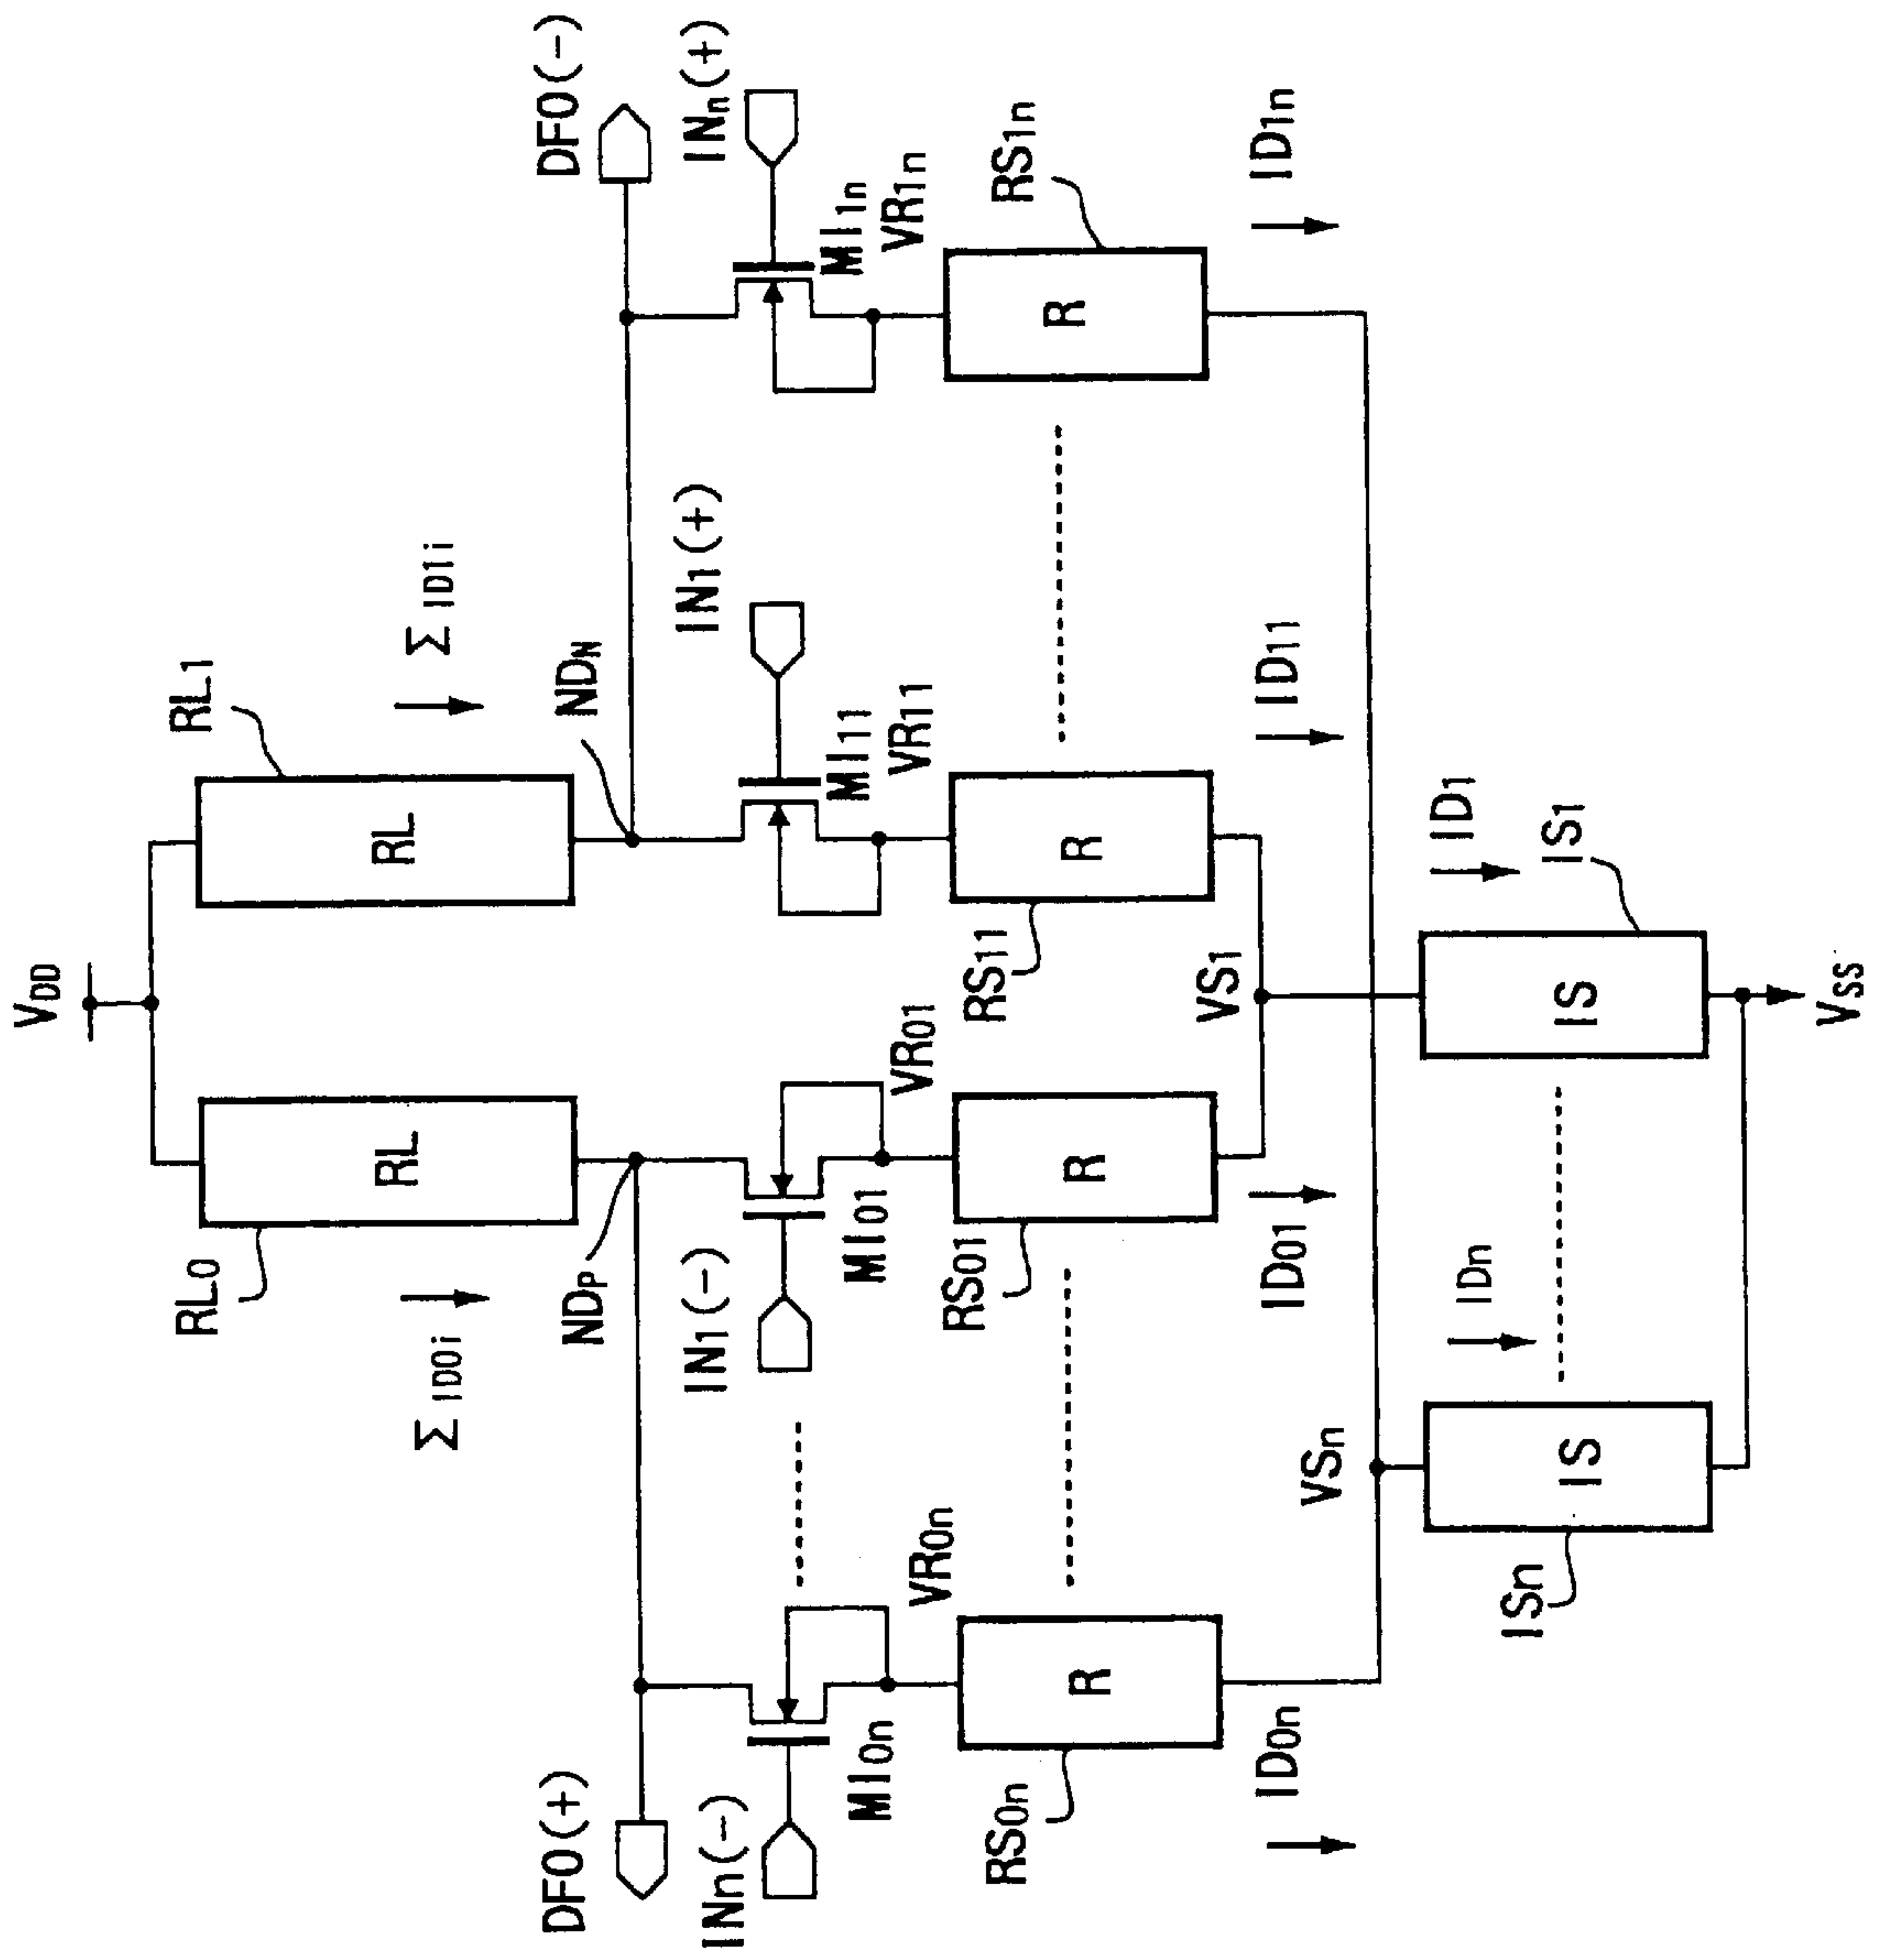 VDD
RL0
RL1
RL
RL
Σ ID0i
Σ ID1i
DFO(+)
NDP
NDN
DFO(-)
INn(-)
IN1(-)
IN1(+)
INn(+)
MI0n
MI01
MI11
MI1n
VR0n
VR01
VR11
VR1n
RS0n
RS01
RS11
RS1n
R
R
R
R
VS1
ID0n
ID01
ID11
ID1n
VSn
IDn
ID1
ISn
IS1
IS
IS
VSS